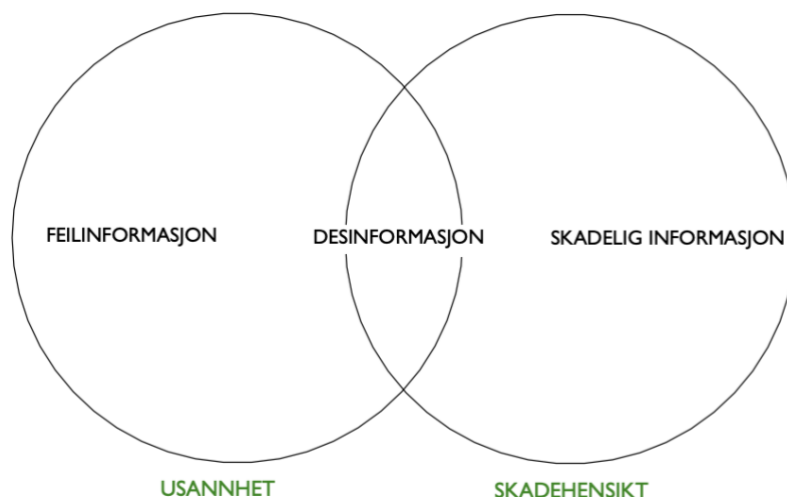 FEILINFORMASJON
DESINFORMASJON
SKADELIG INFORMASJON
USANNHET
SKADEHENSIKT